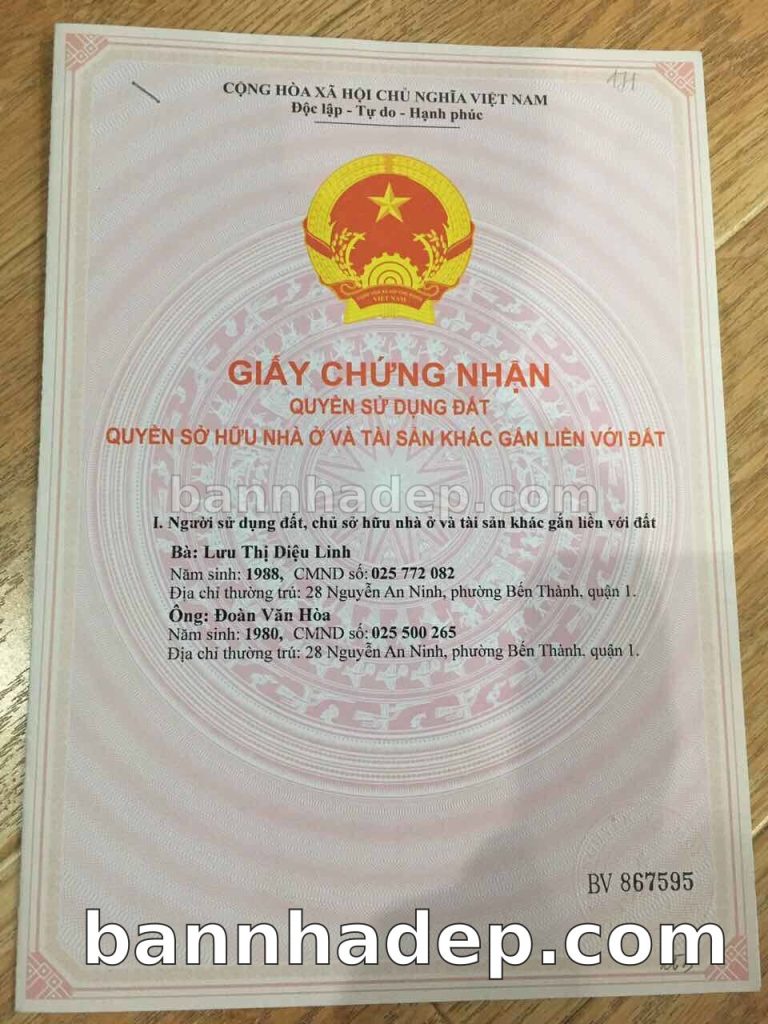 171
CỘNG HÒA XÃ HỘI CHỦ NGHĨA VIỆT NAM
Độc lập - Tự do - Hạnh phúc
VIỆT NAM
GIẤY CHỨNG NHẬN
QUYỀN SỬ DỤNG ĐẤT
QUYỀN SỞ HỮU NHÀ Ở VÀ TÀI SẢN KHÁC GẮN LIỀN VỚI ĐẤT
bannhadep.com
I. Người sử dụng đất, chủ sở hữu nhà ở và tài sản khác gắn liền với đất
Bà: Lưu Thị Diệu Linh
Năm sinh: 1988, CMND số: 025 772 082
Địa chỉ thường trú: 28 Nguyễn An Ninh, phường Bến Thành, quận 1.
Ông: Đoàn Văn Hòa
Năm sinh: 1980, CMND số: 025 500 265
Địa chỉ thường trú: 28 Nguyễn An Ninh, phường Bến Thành, quận 1.
BV 867595
bannhadep.com